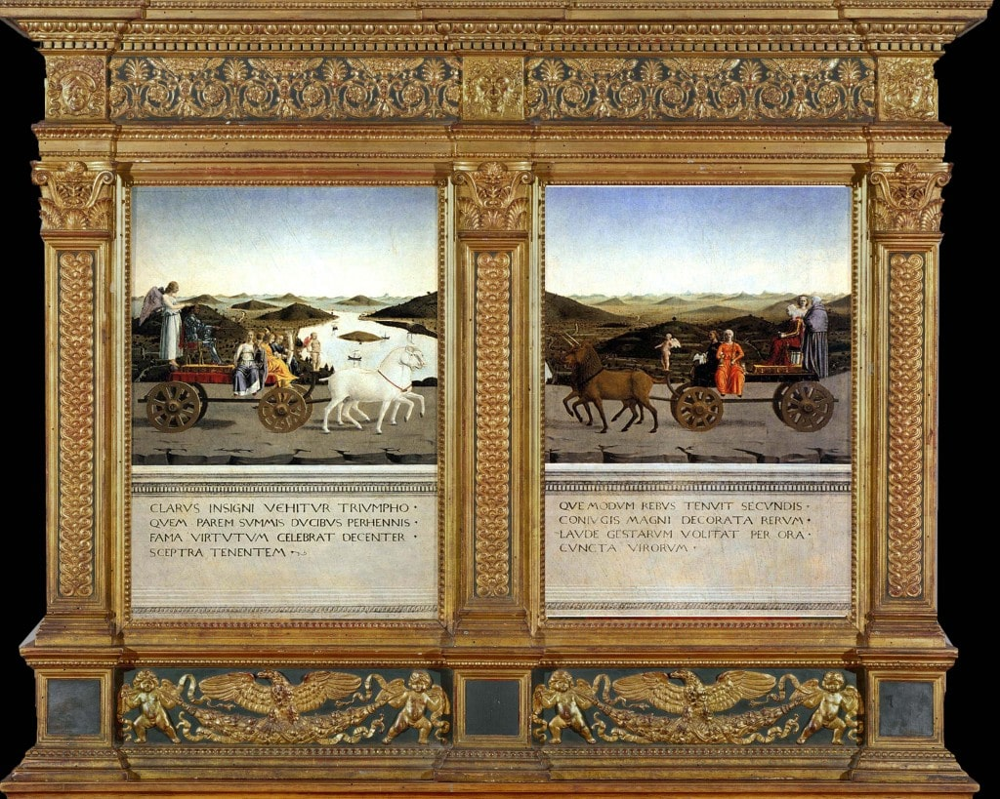 CLARVS INSIGNI VEHITVR TRIVMPHO ·
QVEM PAREM SVMMIS DVCIBVS PERHENNIS ·
FAMA VIRTVTVM CELEBRAT DECENTER ·
SCEPTRA TENENTEM
QVE MODVM REBVS TENVIT SECVNDIS ·
CONIVGIS MAGNI DECORATA RERVM ·
LAVDE GESTARVM VOLITAT PER ORA ·
CVNCTA VIRORVM ·